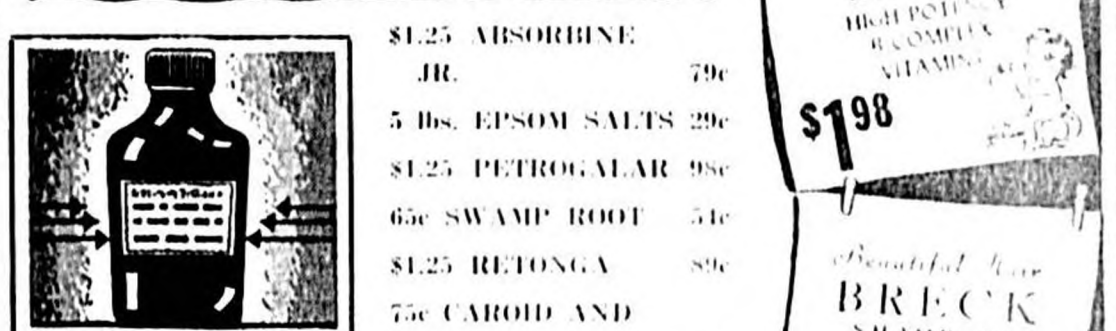 $1.25 ABSORBINE
JR. 79c
5 lbs. EPSOM SALTS 29c
$1.25 PETROGALAR 98c
65c SWAMP ROOT 54c
$1.25 RETONGA 89c
75c CAROID AND
HIGH POTENCY
B COMPLEX
VITAMINS
$1 98
Beautiful Hair
BRECK